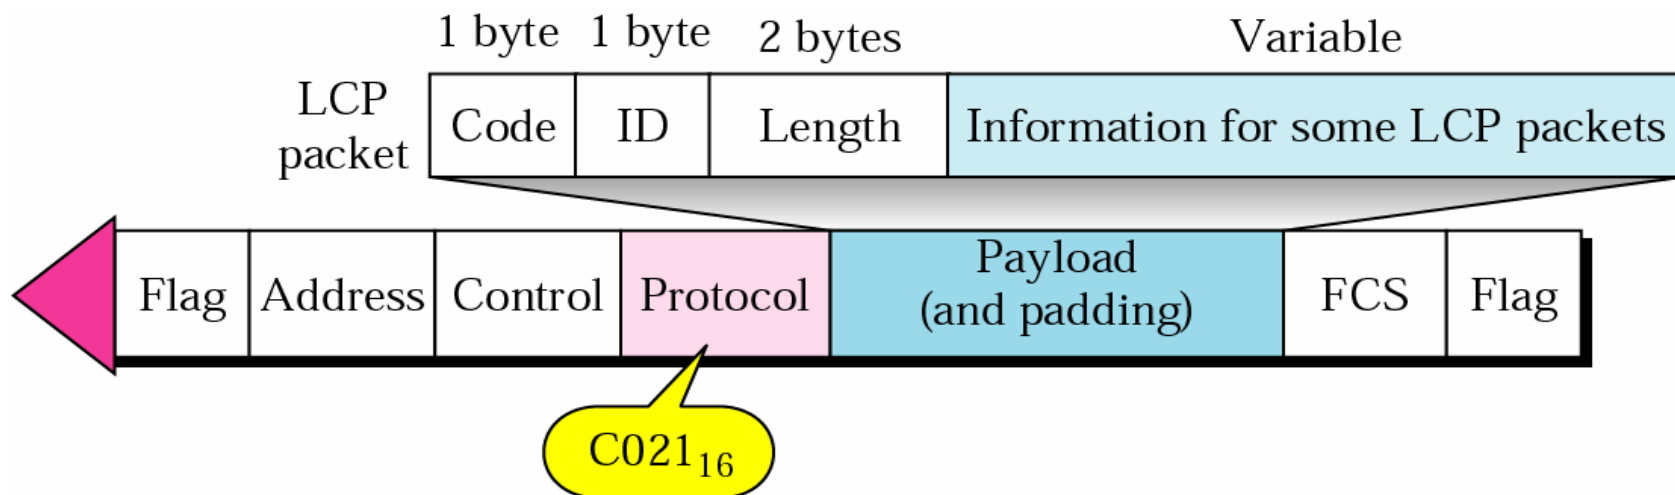 1 byte 1 byte 2 bytes Variable
LCP
packet
Code ID Length Information for some LCP packets
Flag Address Control Protocol Payload
(and padding) FCS Flag
C021₁₆